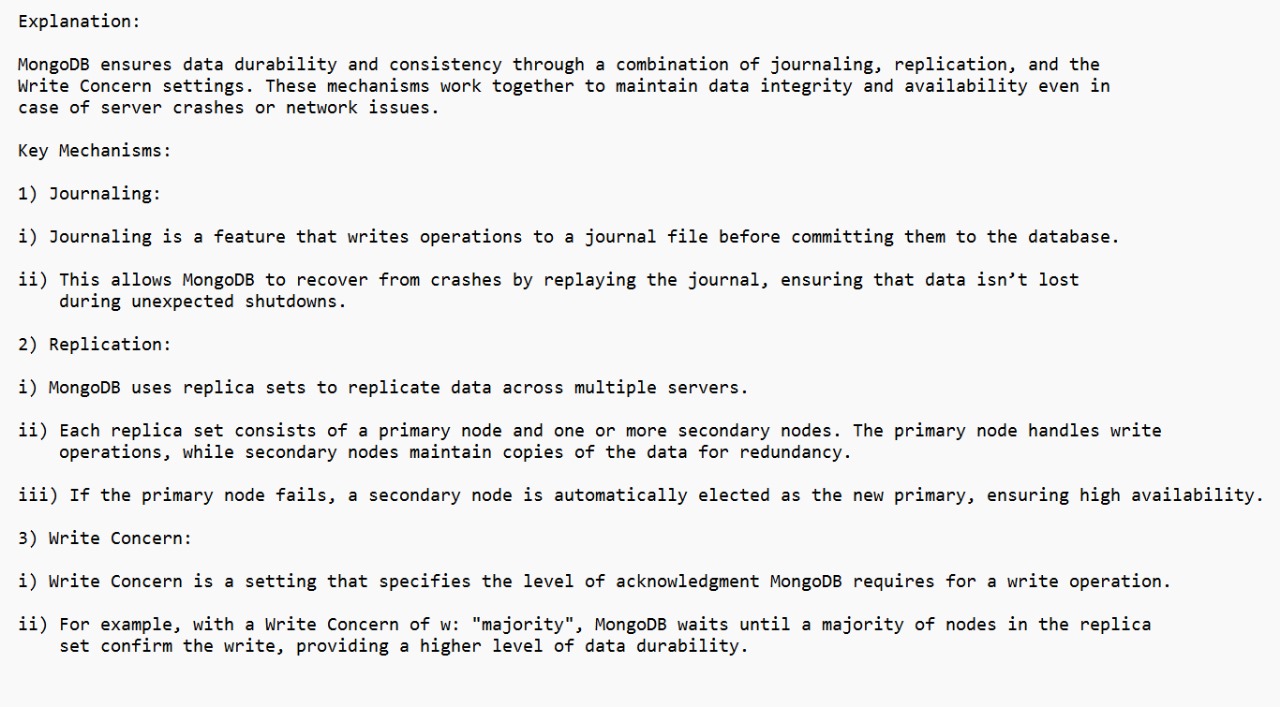 Explanation:
MongoDB ensures data durability and consistency through a combination of journaling, replication, and the
Write Concern settings. These mechanisms work together to maintain data integrity and availability even in
case of server crashes or network issues.
Key Mechanisms:
1) Journaling:
i) Journaling is a feature that writes operations to a journal file before committing them to the database.
ii) This allows MongoDB to recover from crashes by replaying the journal, ensuring that data isn’t lost
during unexpected shutdowns.
2) Replication:
i) MongoDB uses replica sets to replicate data across multiple servers.
ii) Each replica set consists of a primary node and one or more secondary nodes. The primary node handles write
operations, while secondary nodes maintain copies of the data for redundancy.
iii) If the primary node fails, a secondary node is automatically elected as the new primary, ensuring high availability.
3) Write Concern:
i) Write Concern is a setting that specifies the level of acknowledgment MongoDB requires for a write operation.
ii) For example, with a Write Concern of w: "majority", MongoDB waits until a majority of nodes in the replica
set confirm the write, providing a higher level of data durability.